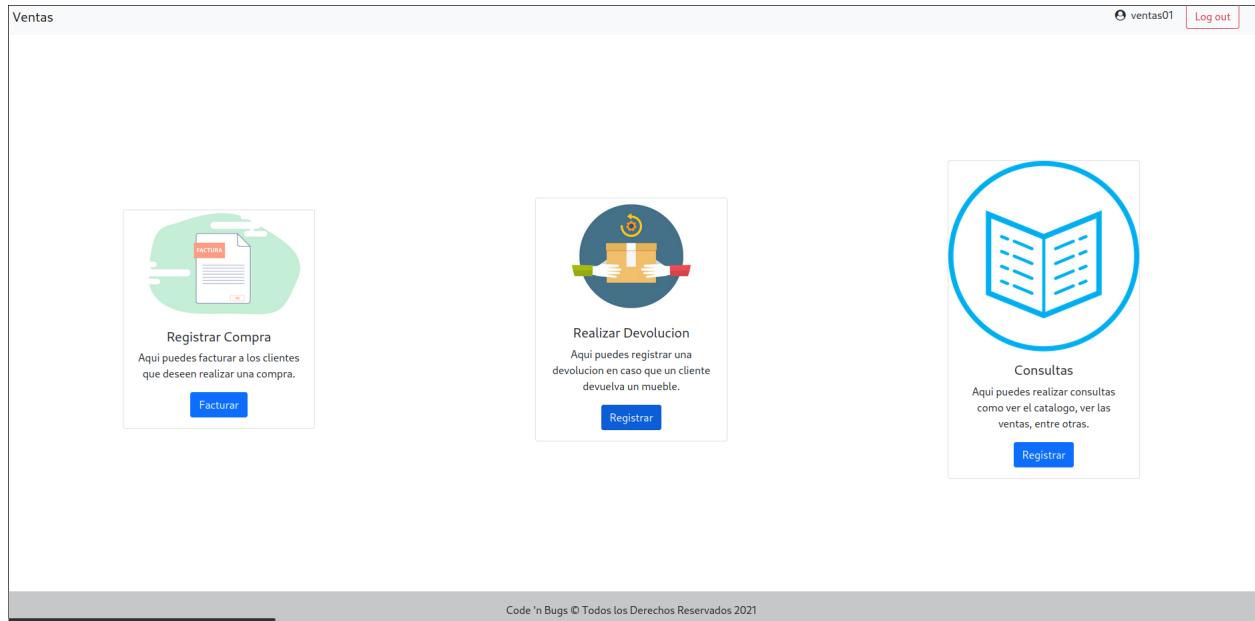 Ventas
ventas01
Log out
FACTURA
Registrar Compra
Aqui puedes facturar a los clientes
que deseen realizar una compra.
Facturar
Realizar Devolucion
Aqui puedes registrar una
devolucion en caso que un cliente
devuelva un mueble.
Registrar
Consultas
Aqui puedes realizar consultas
como ver el catalogo, ver las
ventas, entre otras.
Registrar
Code 'n Bugs © Todos los Derechos Reservados 2021